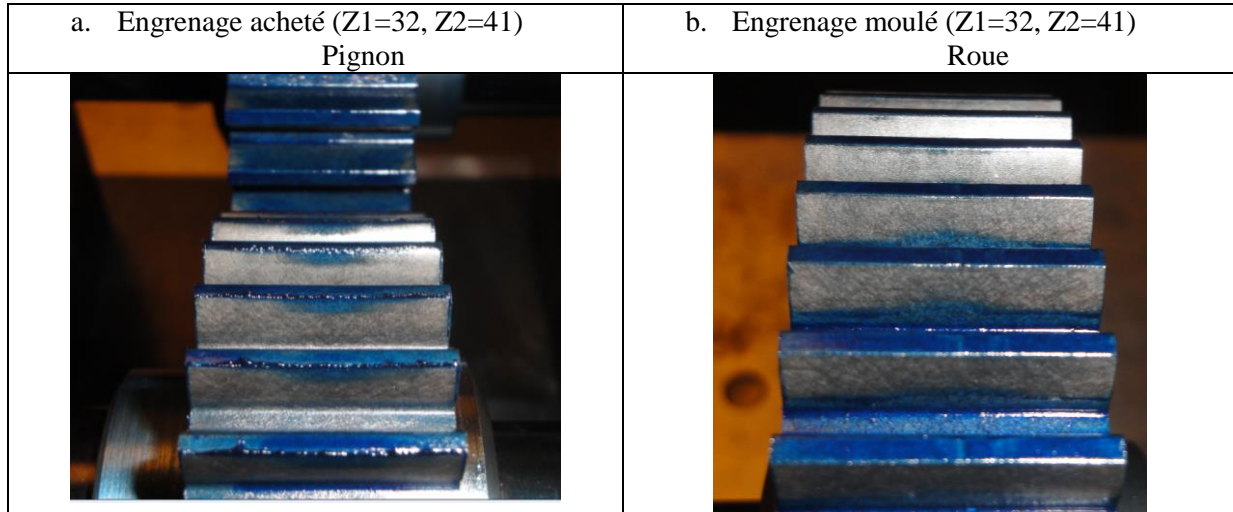 a. Engrenage acheté (Z1=32, Z2=41)
Pignon
b. Engrenage moulé (Z1=32, Z2=41)
Roue